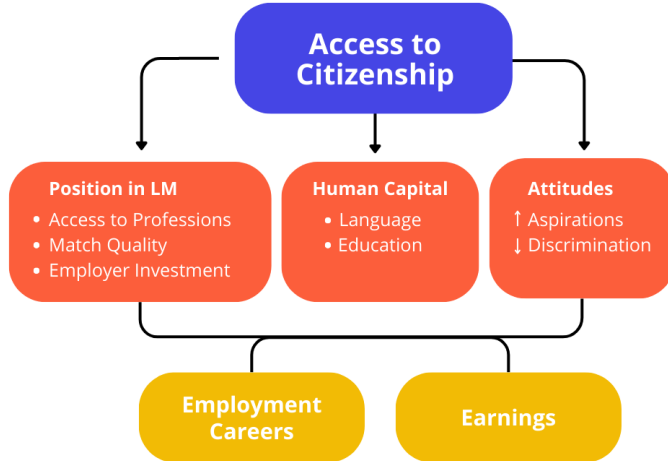 Access to
Citizenship
Position in LM
• Access to Professions
• Match Quality
• Employer Investment
Human Capital
• Language
• Education
Attitudes
↑ Aspirations
↓ Discrimination
Employment
Careers
Earnings